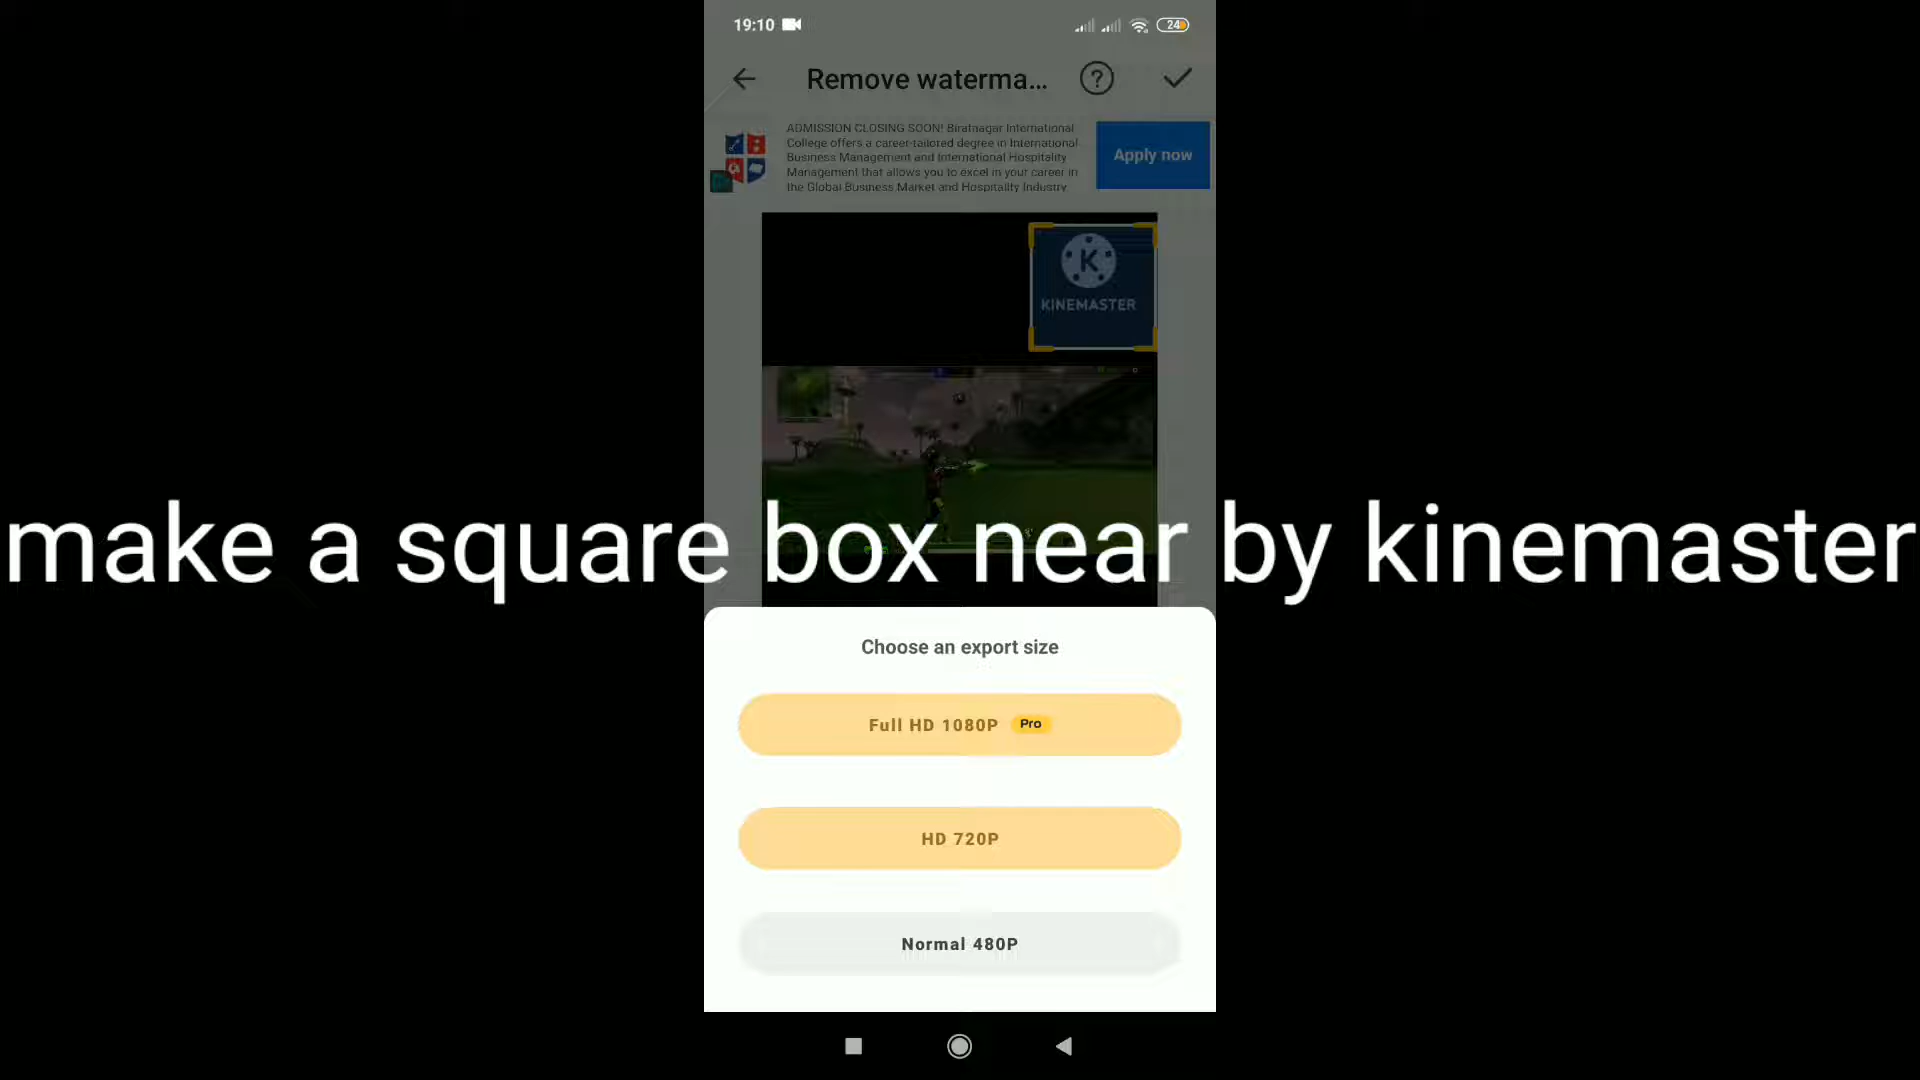 19:10
24
Remove waterma...
ADMISSION CLOSING SOON! Biratnagar International
College offers a career-tailored degree in International
Business Management and International Hospitality
Management that allows you to excel in your career in
the Global Business Market and Hospitality Industry
Apply now
K
KINEMASTER
make a square box near by kinemaster
Choose an export size
Full HD 1080P Pro
HD 720P
Normal 480P